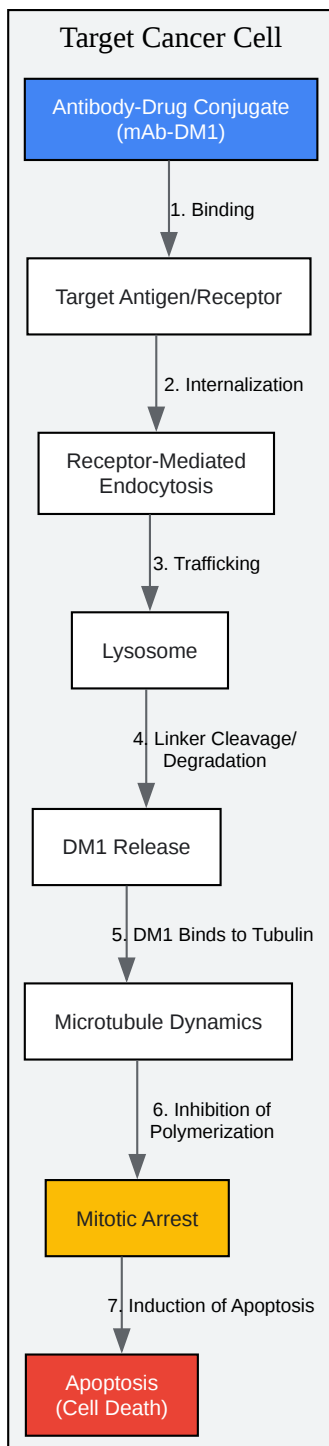 Target Cancer Cell
Antibody-Drug Conjugate
(mAb-DM1)
1. Binding
Target Antigen/Receptor
2. Internalization
Receptor-Mediated
Endocytosis
3. Trafficking
Lysosome
4. Linker Cleavage/
Degradation
DM1 Release
5. DM1 Binds to Tubulin
Microtubule Dynamics
6. Inhibition of
Polymerization
Mitotic Arrest
7. Induction of Apoptosis
Apoptosis
(Cell Death)